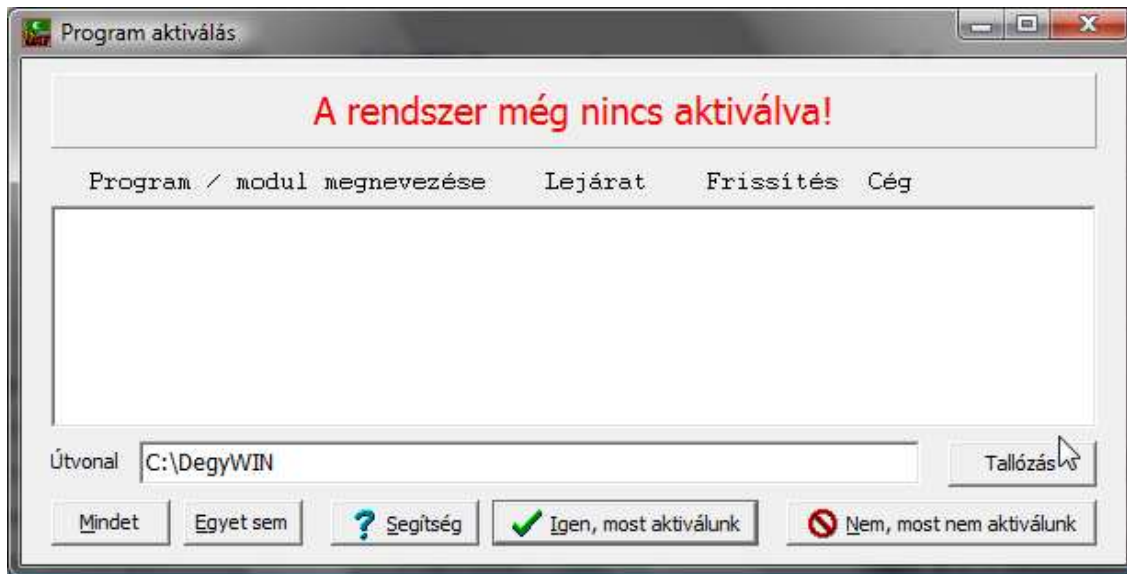 Program aktiválás
A rendszer még nincs aktiválva!
Program / modul megnevezése Lejárat Frissítés Cég
Útvonal C:\DegyWIN Tallózás
Mindet Egyet sem ? Segítség Igen, most aktiválunk Nem, most nem aktiválunk